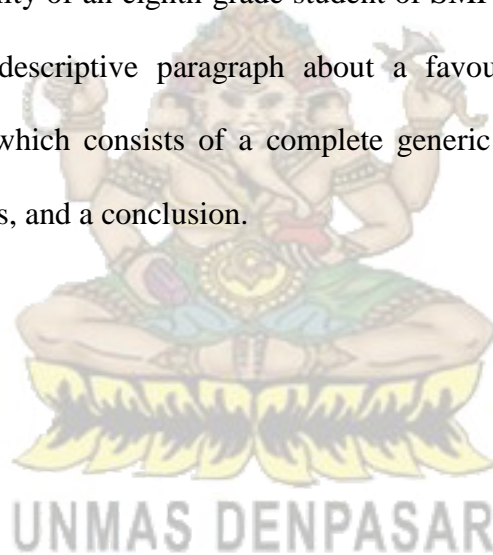 ity of an eighth grade student of SMP
descriptive paragraph about a favou
which consists of a complete generic
s, and a conclusion.
UNMAS DENPASAR